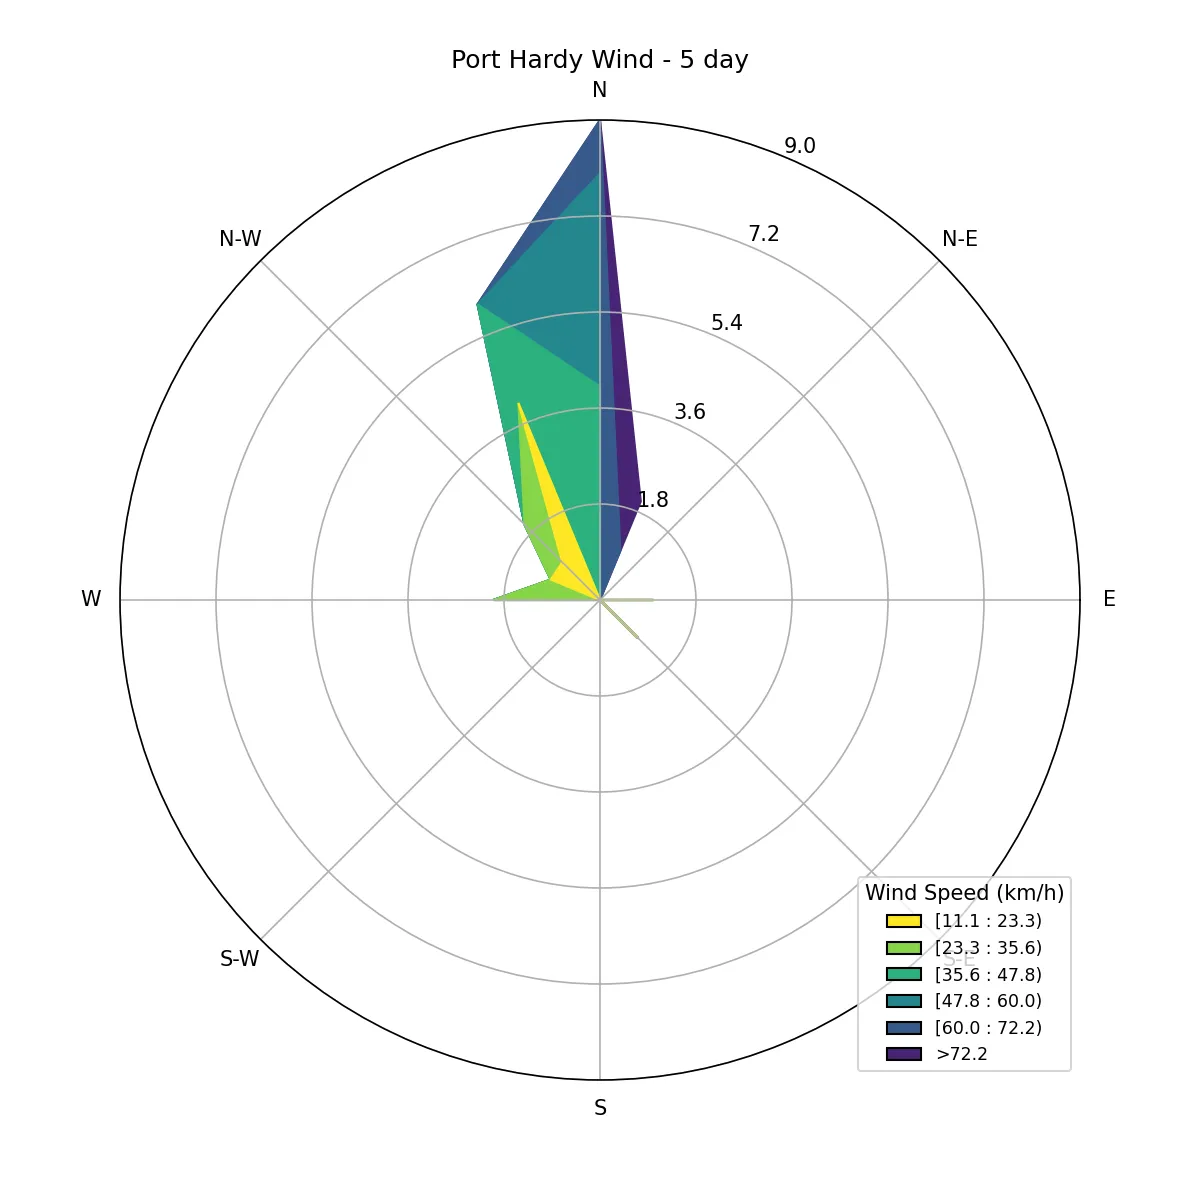 Port Hardy Wind - 5 day
N
9.0
N-W
7.2
N-E
5.4
3.6
1.8
W
E
S-W
S-E
S
Wind Speed (km/h)
[11.1 : 23.3)
[23.3 : 35.6)
[35.6 : 47.8)
[47.8 : 60.0)
[60.0 : 72.2)
>72.2